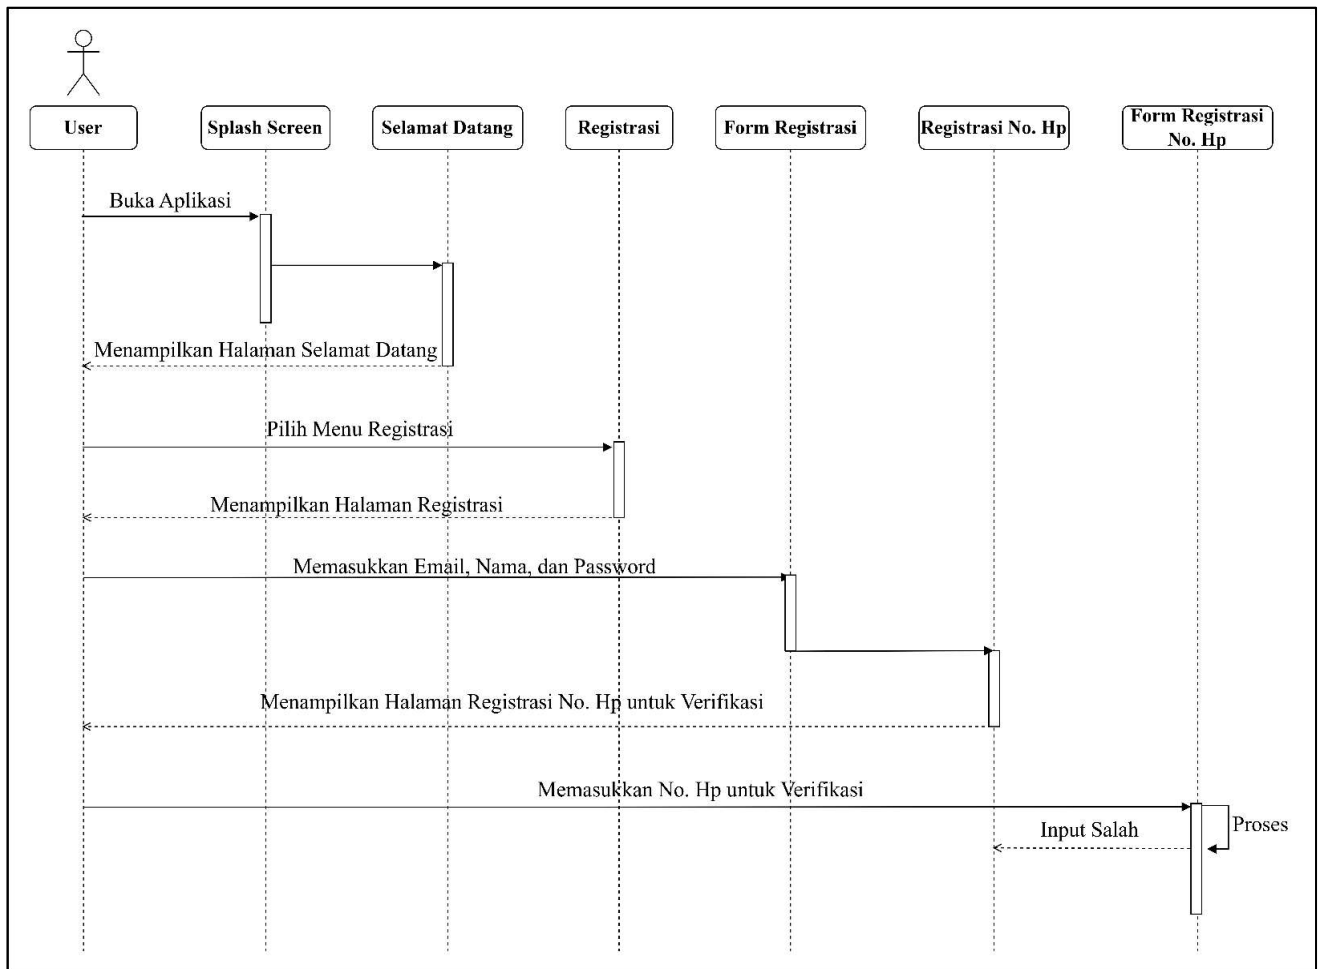 User
Splash Screen
Selamat Datang
Registrasi
Form Registrasi
Registrasi No. Hp
Form Registrasi
No. Hp
Buka Aplikasi
Menampilkan Halaman Selamat Datang
Pilih Menu Registrasi
Menampilkan Halaman Registrasi
Memasukkan Email, Nama, dan Password
Menampilkan Halaman Registrasi No. Hp untuk Verifikasi
Memasukkan No. Hp untuk Verifikasi
Proses
Input Salah